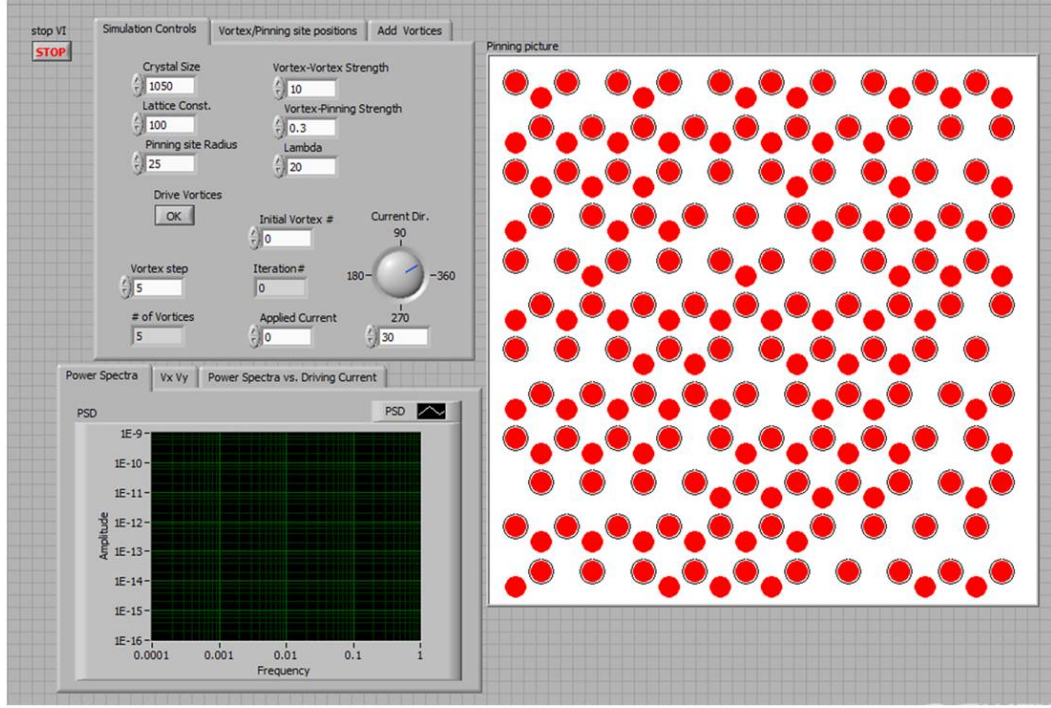 stop VI
STOP
Simulation Controls
Vortex/Pinning site positions
Add Vortices
Crystal Size
1050
Vortex-Vortex Strength
10
Lattice Const.
100
Vortex-Pinning Strength
0.3
Pinning site Radius
25
Lambda
20
Drive Vortices
OK
Initial Vortex #
0
Current Dir.
90
180
360
270
30
Vortex step
5
Iteration#
0
# of Vortices
5
Applied Current
0
Pinning picture
Power Spectra
Vx Vy
Power Spectra vs. Driving Current
PSD
PSD
1E-9
1E-10
1E-11
1E-12
1E-13
1E-14
1E-15
1E-16
Amplitude
0.0001
0.001
0.01
0.1
1
Frequency